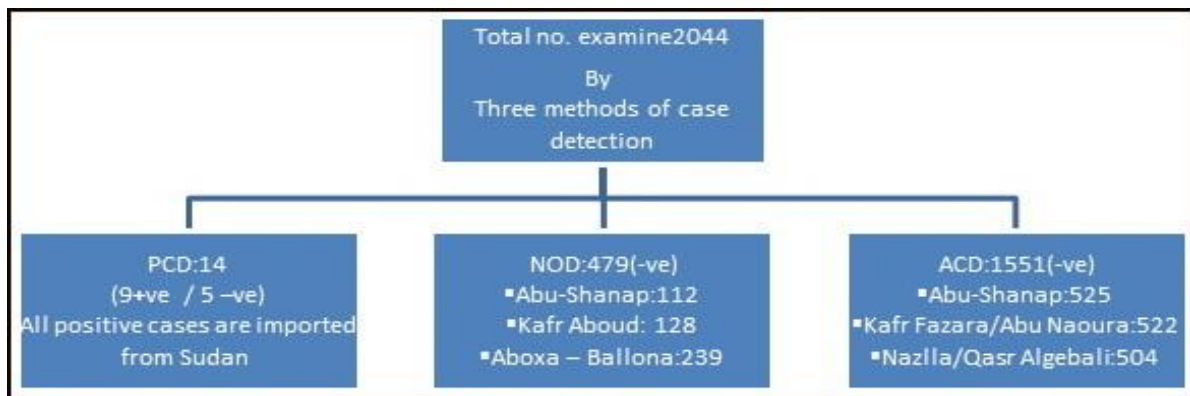 Total no. examine2044
By
Three methods of case
detection
PCD:14
(9+ve / 5 –ve)
All positive cases are imported
from Sudan
NOD:479(-ve)
▪Abu-Shanap:112
▪Kafr Aboud: 128
▪Aboxa – Ballona:239
ACD:1551(-ve)
▪Abu-Shanap:525
▪Kafr Fazara/Abu Naoura:522
▪Nazlla/Qasr Algebali:504